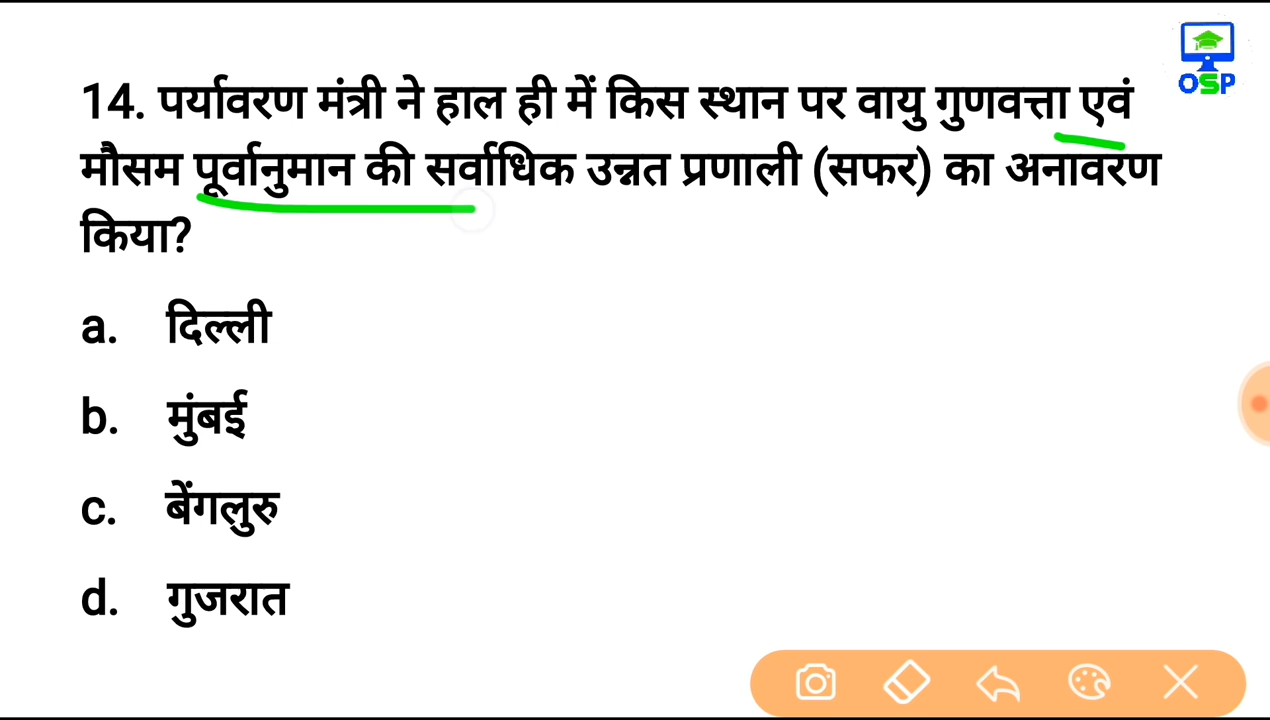 OSP
14. पर्यावरण मंत्री ने हाल ही में किस स्थान पर वायु गुणवत्ता एवं
मौसम पूर्वानुमान की सर्वाधिक उन्नत प्रणाली (सफर) का अनावरण
किया?
a. दिल्ली
b. मुंबई
c. बेंगलुरु
d. गुजरात